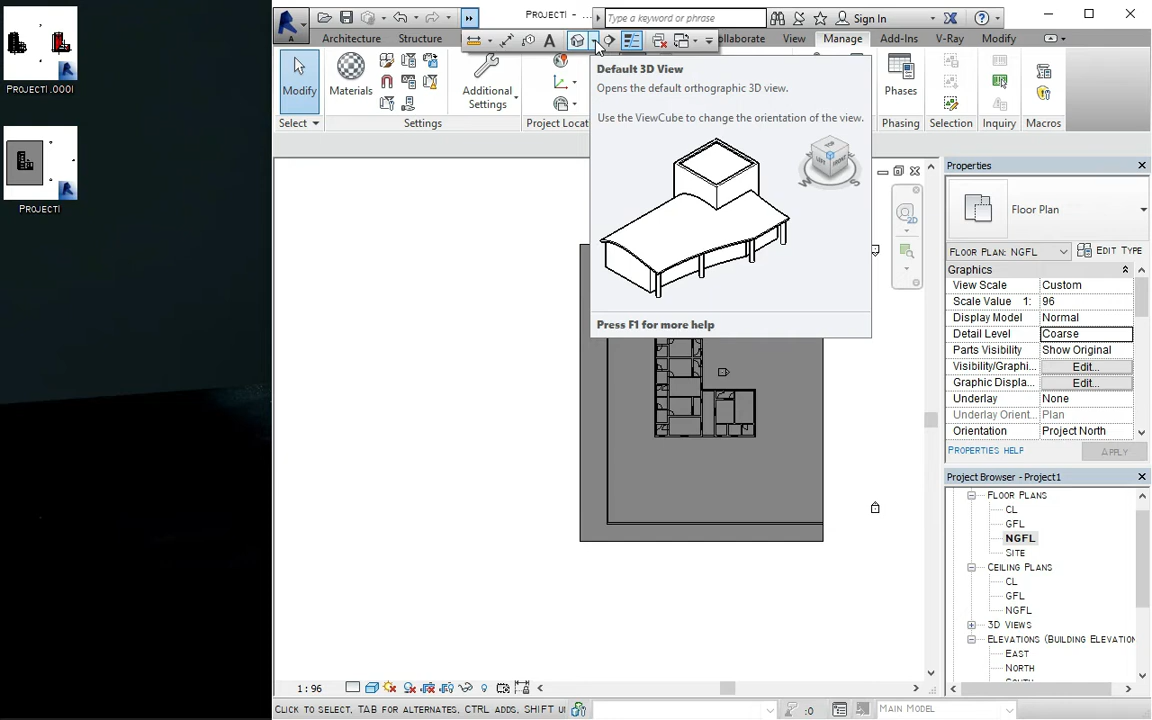 PROJECT1 .0001
PROJECT1
PROJECT1 - ...
Type a keyword or phrase
Sign In
Architecture
Structure
ollaborate
View
Manage
Add-Ins
V-Ray
Modify
A
Modify
Materials
Additional
Settings
Phases
Select
Settings
Project Locat
Phasing
Selection
Inquiry
Macros
Default 3D View
Opens the default orthographic 3D view.
Use the ViewCube to change the orientation of the view.
TOP
LEFT
FRONT
W
S
Press F1 for more help
2D
Properties
Floor Plan
FLOOR PLAN: NGFL
EDIT TYPE
Graphics
View Scale
Custom
Scale Value 1:
96
Display Model
Normal
Detail Level
Coarse
Parts Visibility
Show Original
Visibility/Graphi...
Edit...
Graphic Displa...
Edit...
Underlay
None
Underlay Orient...
Plan
Orientation
Project North
PROPERTIES HELP
APPLY
Project Browser - Project1
FLOOR PLANS
CL
GFL
NGFL
SITE
CEILING PLANS
CL
GFL
NGFL
3D VIEWS
ELEVATIONS (BUILDING ELEVATION
EAST
NORTH
1 : 96
CLICK TO SELECT, TAB FOR ALTERNATES, CTRL ADDS, SHIFT U
:0
MAIN MODEL